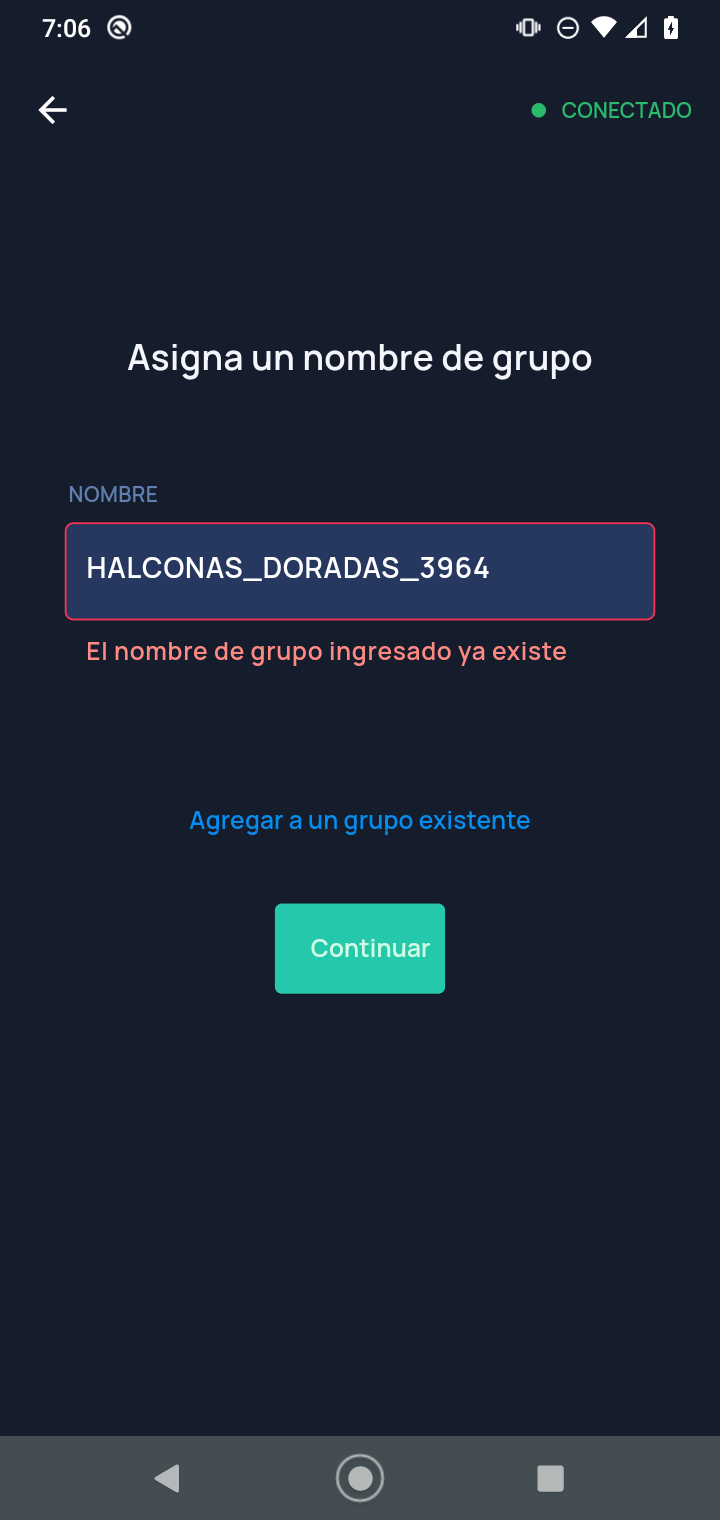 7:06
CONECTADO
Asigna un nombre de grupo
NOMBRE
HALCONAS_DORADAS_3964
El nombre de grupo ingresado ya existe
Agregar a un grupo existente
Continuar